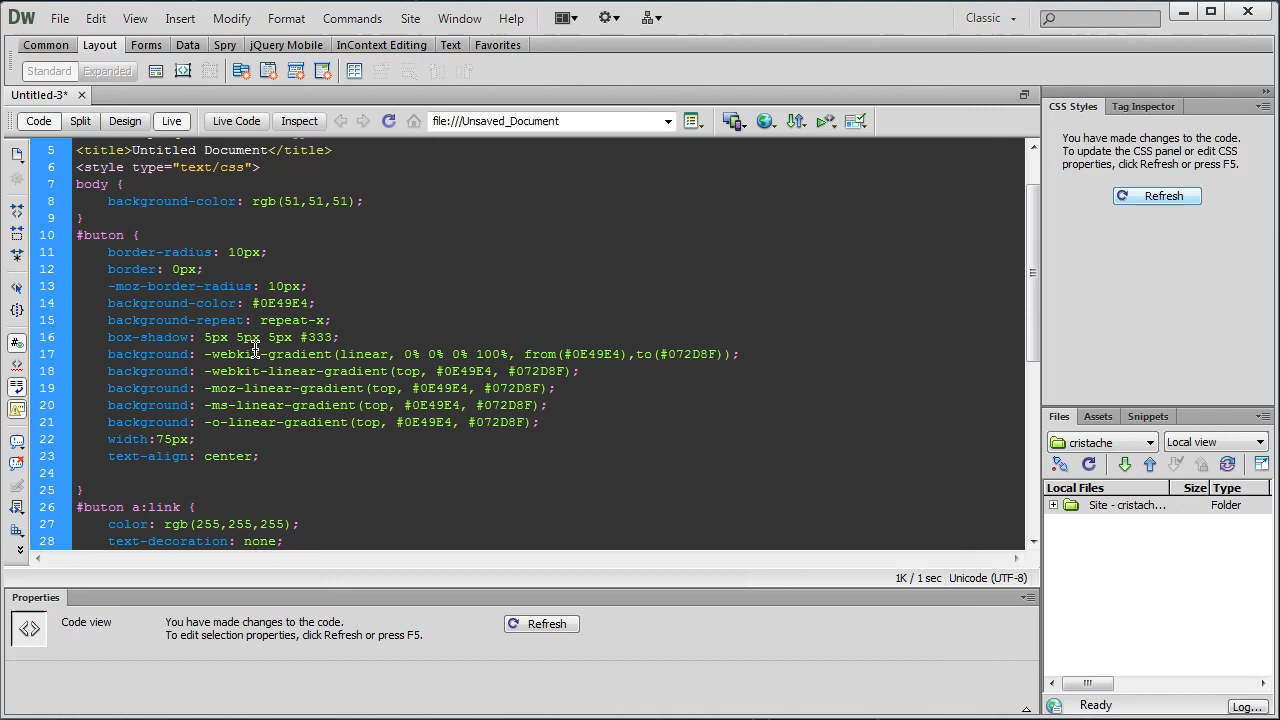 Dw File Edit View Insert Modify Format Commands Site Window Help Classic
Common Layout Forms Data Spry jQuery Mobile InContext Editing Text Favorites
Standard Expanded
Untitled-3*
Code Split Design Live Live Code Inspect file:///Unsaved_Document
5 <title>Untitled Document</title>
6 <style type="text/css">
7 body {
8 background-color: rgb(51,51,51);
9 }
10 #buton {
11 border-radius: 10px;
12 border: 0px;
13 -moz-border-radius: 10px;
14 background-color: #0E49E4;
15 background-repeat: repeat-x;
16 box-shadow: 5px 5px 5px #333;
17 background: -webkit-gradient(linear, 0% 0% 0% 100%, from(#0E49E4),to(#072D8F));
18 background: -webkit-linear-gradient(top, #0E49E4, #072D8F);
19 background: -moz-linear-gradient(top, #0E49E4, #072D8F);
20 background: -ms-linear-gradient(top, #0E49E4, #072D8F);
21 background: -o-linear-gradient(top, #0E49E4, #072D8F);
22 width:75px;
23 text-align: center;
24
25 }
26 #buton a:link {
27 color: rgb(255,255,255);
28 text-decoration: none;
1K / 1 sec Unicode (UTF-8)
Properties
Code view
You have made changes to the code.
To edit selection properties, click Refresh or press F5.
Refresh
CSS Styles Tag Inspector
You have made changes to the code.
To update the CSS panel or edit CSS
properties, click Refresh or press F5.
Refresh
Files Assets Snippets
cristache Local view
Local Files Size Type
Site - cristach... Folder
Ready Log...